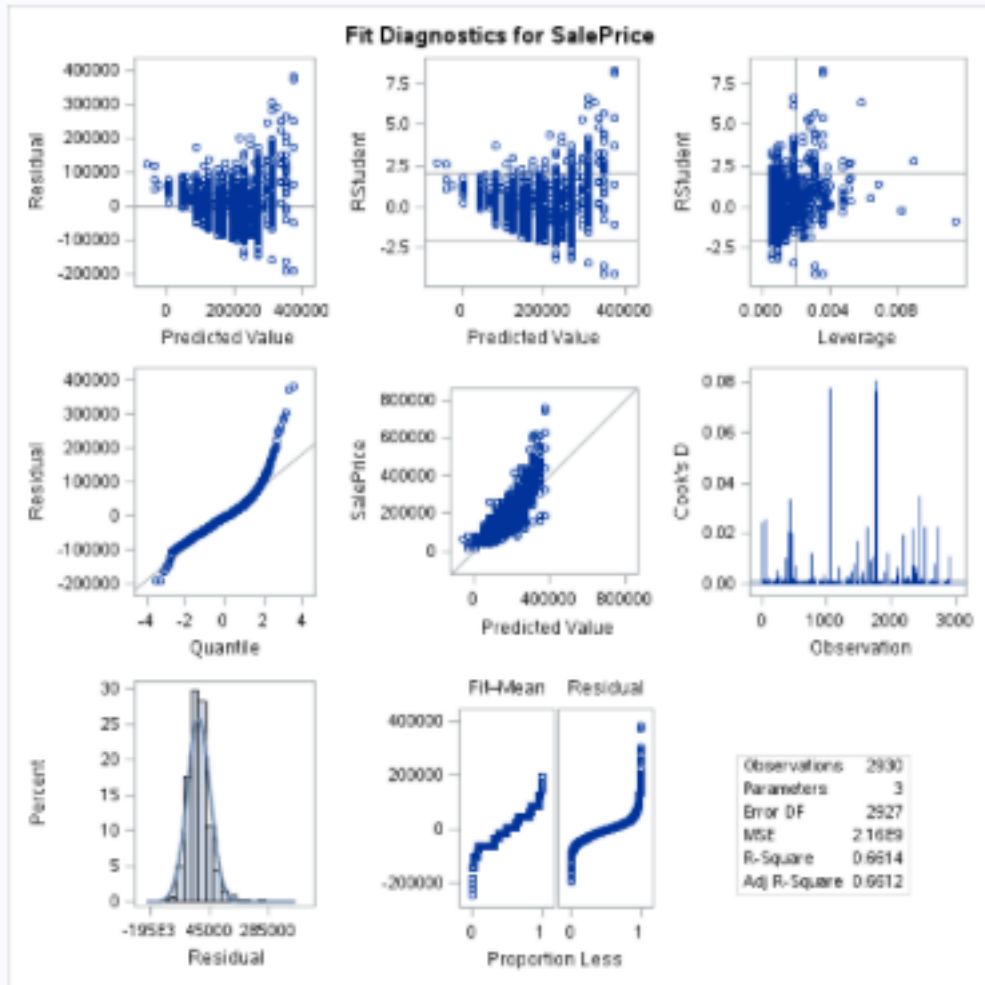 Fit Diagnostics for SalePrice
400000
300000
200000
100000
0
-100000
-200000
Residual
0 200000 400000
Predicted Value
7.5
5.0
2.5
0.0
-2.5
RStudent
0 200000 400000
Predicted Value
7.5
5.0
2.5
0.0
-2.5
RStudent
0.000 0.004 0.008
Leverage
400000
300000
200000
100000
0
-100000
-200000
Residual
-4 -2 0 2 4
Quantile
800000
600000
400000
200000
0
SalePrice
0 400000 800000
Predicted Value
0.08
0.06
0.04
0.02
0.00
Cook's D
0 1000 2000 3000
Observation
30
25
20
15
10
5
0
Percent
-195E3 45000 285000
Residual
Fit–Mean Residual
400000
200000
0
-200000
0 1 0 1
Proportion Less
Observations 2930
Parameters 3
Error DF 2927
MSE 2.16E9
R-Square 0.6614
Adj R-Square 0.6612